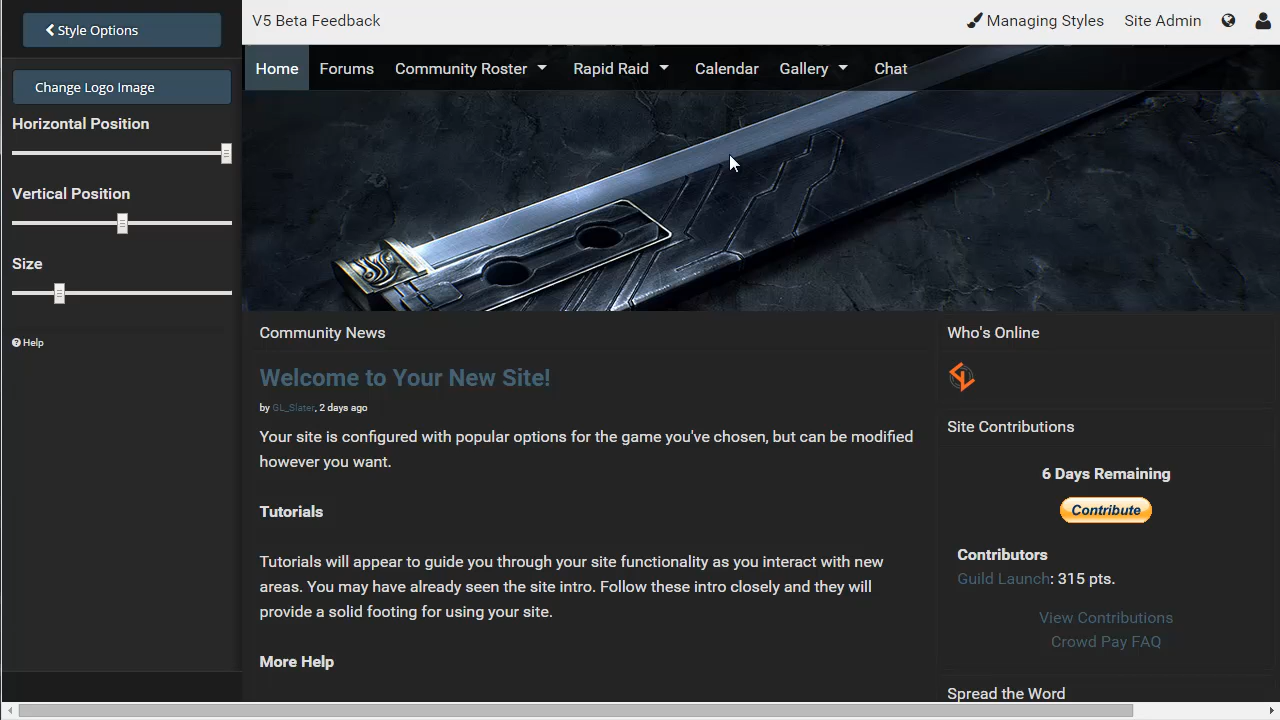 Style Options
V5 Beta Feedback
Managing Styles
Site Admin
Home
Forums
Community Roster
Rapid Raid
Calendar
Gallery
Chat
Change Logo Image
Horizontal Position
Vertical Position
Size
Help
Community News
Welcome to Your New Site!
by GL_Slater, 2 days ago
Your site is configured with popular options for the game you've chosen, but can be modified
however you want.
Tutorials
Tutorials will appear to guide you through your site functionality as you interact with new
areas. You may have already seen the site intro. Follow these intro closely and they will
provide a solid footing for using your site.
More Help
Who's Online
Site Contributions
6 Days Remaining
Contribute
Contributors
Guild Launch: 315 pts.
View Contributions
Crowd Pay FAQ
Spread the Word